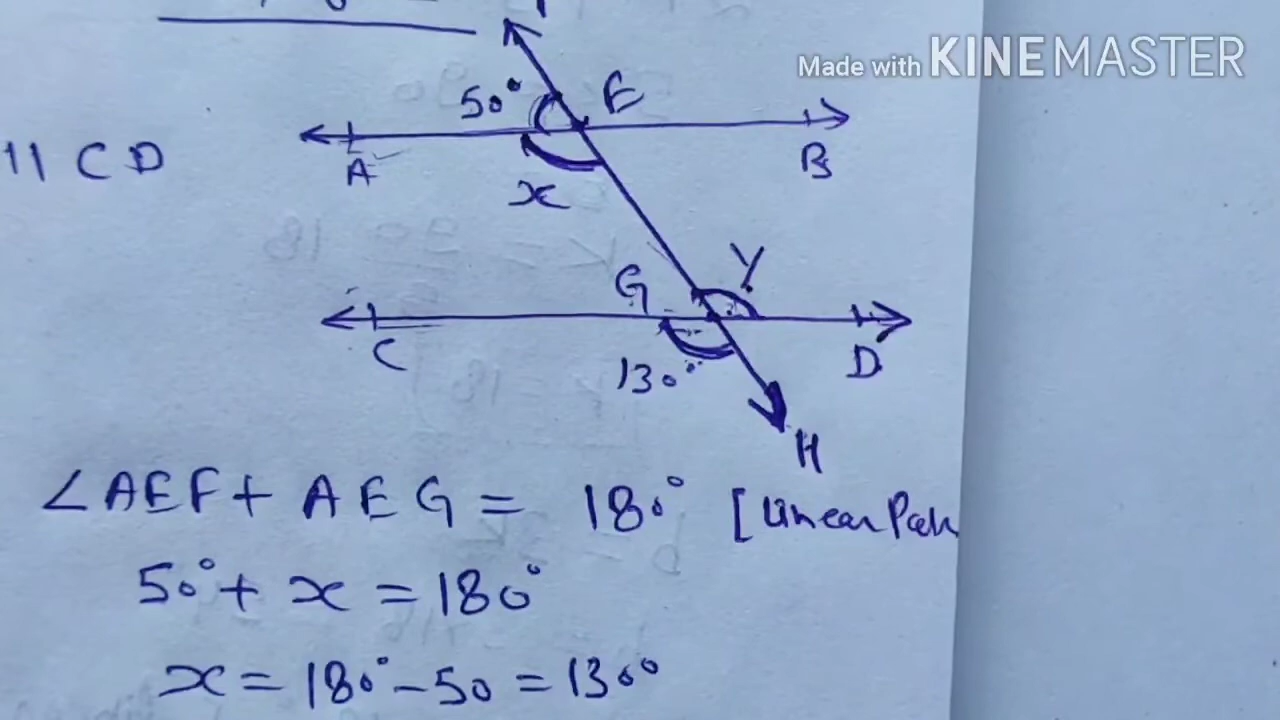 Made with KINEMASTER
50° E
|| CD
A B
x
G Y
C D
130°
H
∠AEF + AEG = 180° [Linear Pair
50° + x = 180°
x = 180° - 50 = 130°